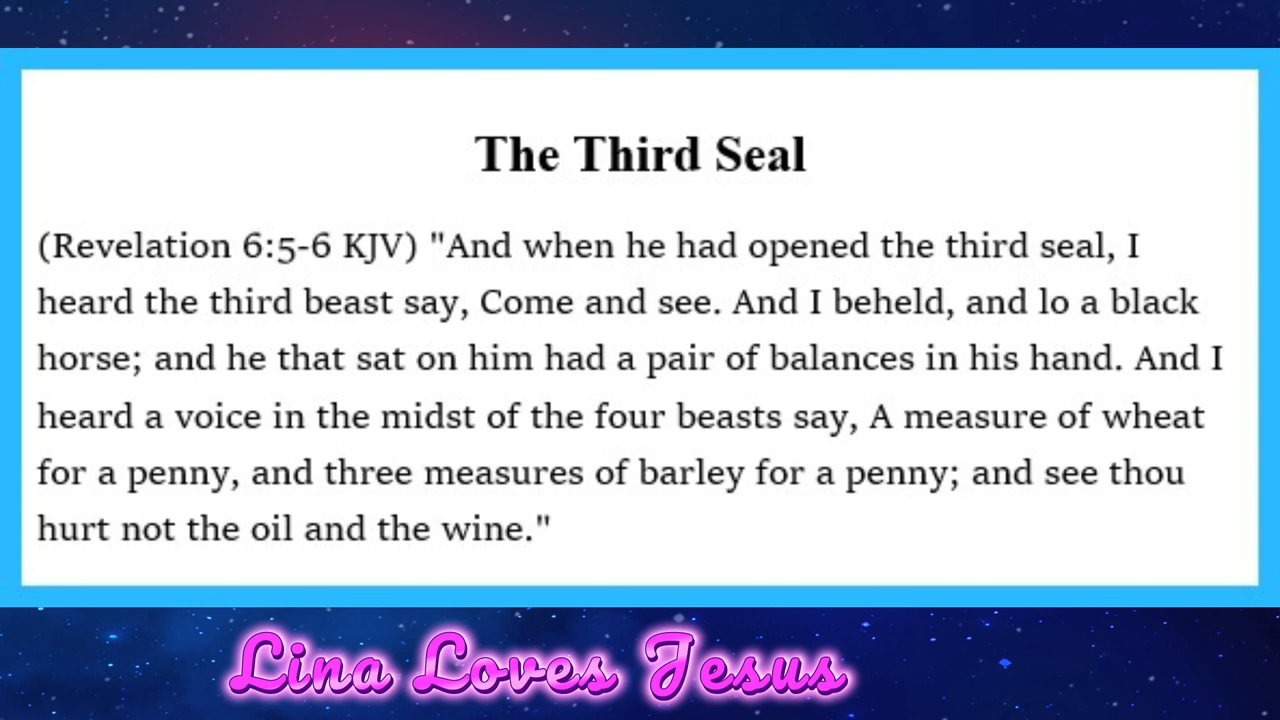 The Third Seal
(Revelation 6:5-6 KJV) "And when he had opened the third seal, I
heard the third beast say, Come and see. And I beheld, and lo a black
horse; and he that sat on him had a pair of balances in his hand. And I
heard a voice in the midst of the four beasts say, A measure of wheat
for a penny, and three measures of barley for a penny; and see thou
hurt not the oil and the wine."
Lina Loves Jesus